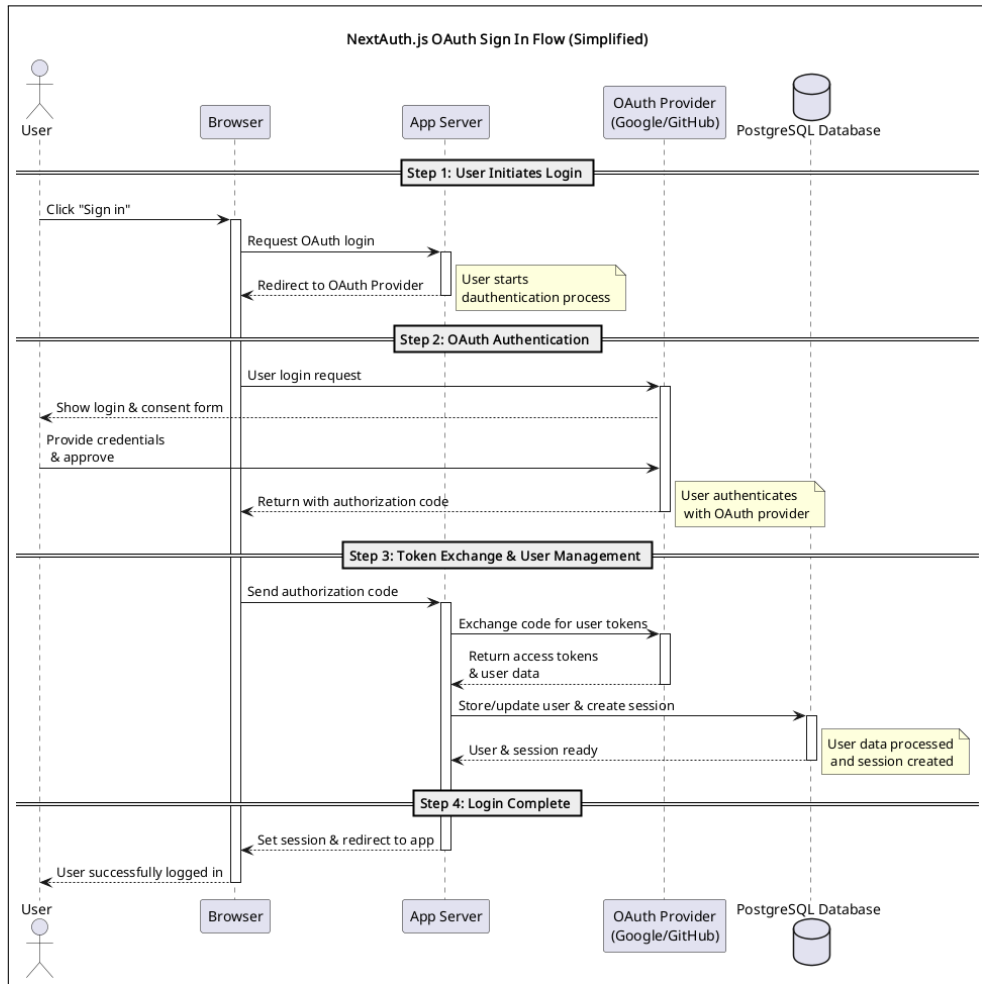 NextAuth.js OAuth Sign In Flow (Simplified)
User
Browser
App Server
OAuth Provider
(Google/GitHub)
PostgreSQL Database
Step 1: User Initiates Login
Click "Sign in"
Request OAuth login
Redirect to OAuth Provider
User starts
dauthentication process
Step 2: OAuth Authentication
User login request
Show login & consent form
Provide credentials
& approve
Return with authorization code
User authenticates
with OAuth provider
Step 3: Token Exchange & User Management
Send authorization code
Exchange code for user tokens
Return access tokens
& user data
Store/update user & create session
User & session ready
User data processed
and session created
Step 4: Login Complete
Set session & redirect to app
User successfully logged in
User
Browser
App Server
OAuth Provider
(Google/GitHub)
PostgreSQL Database